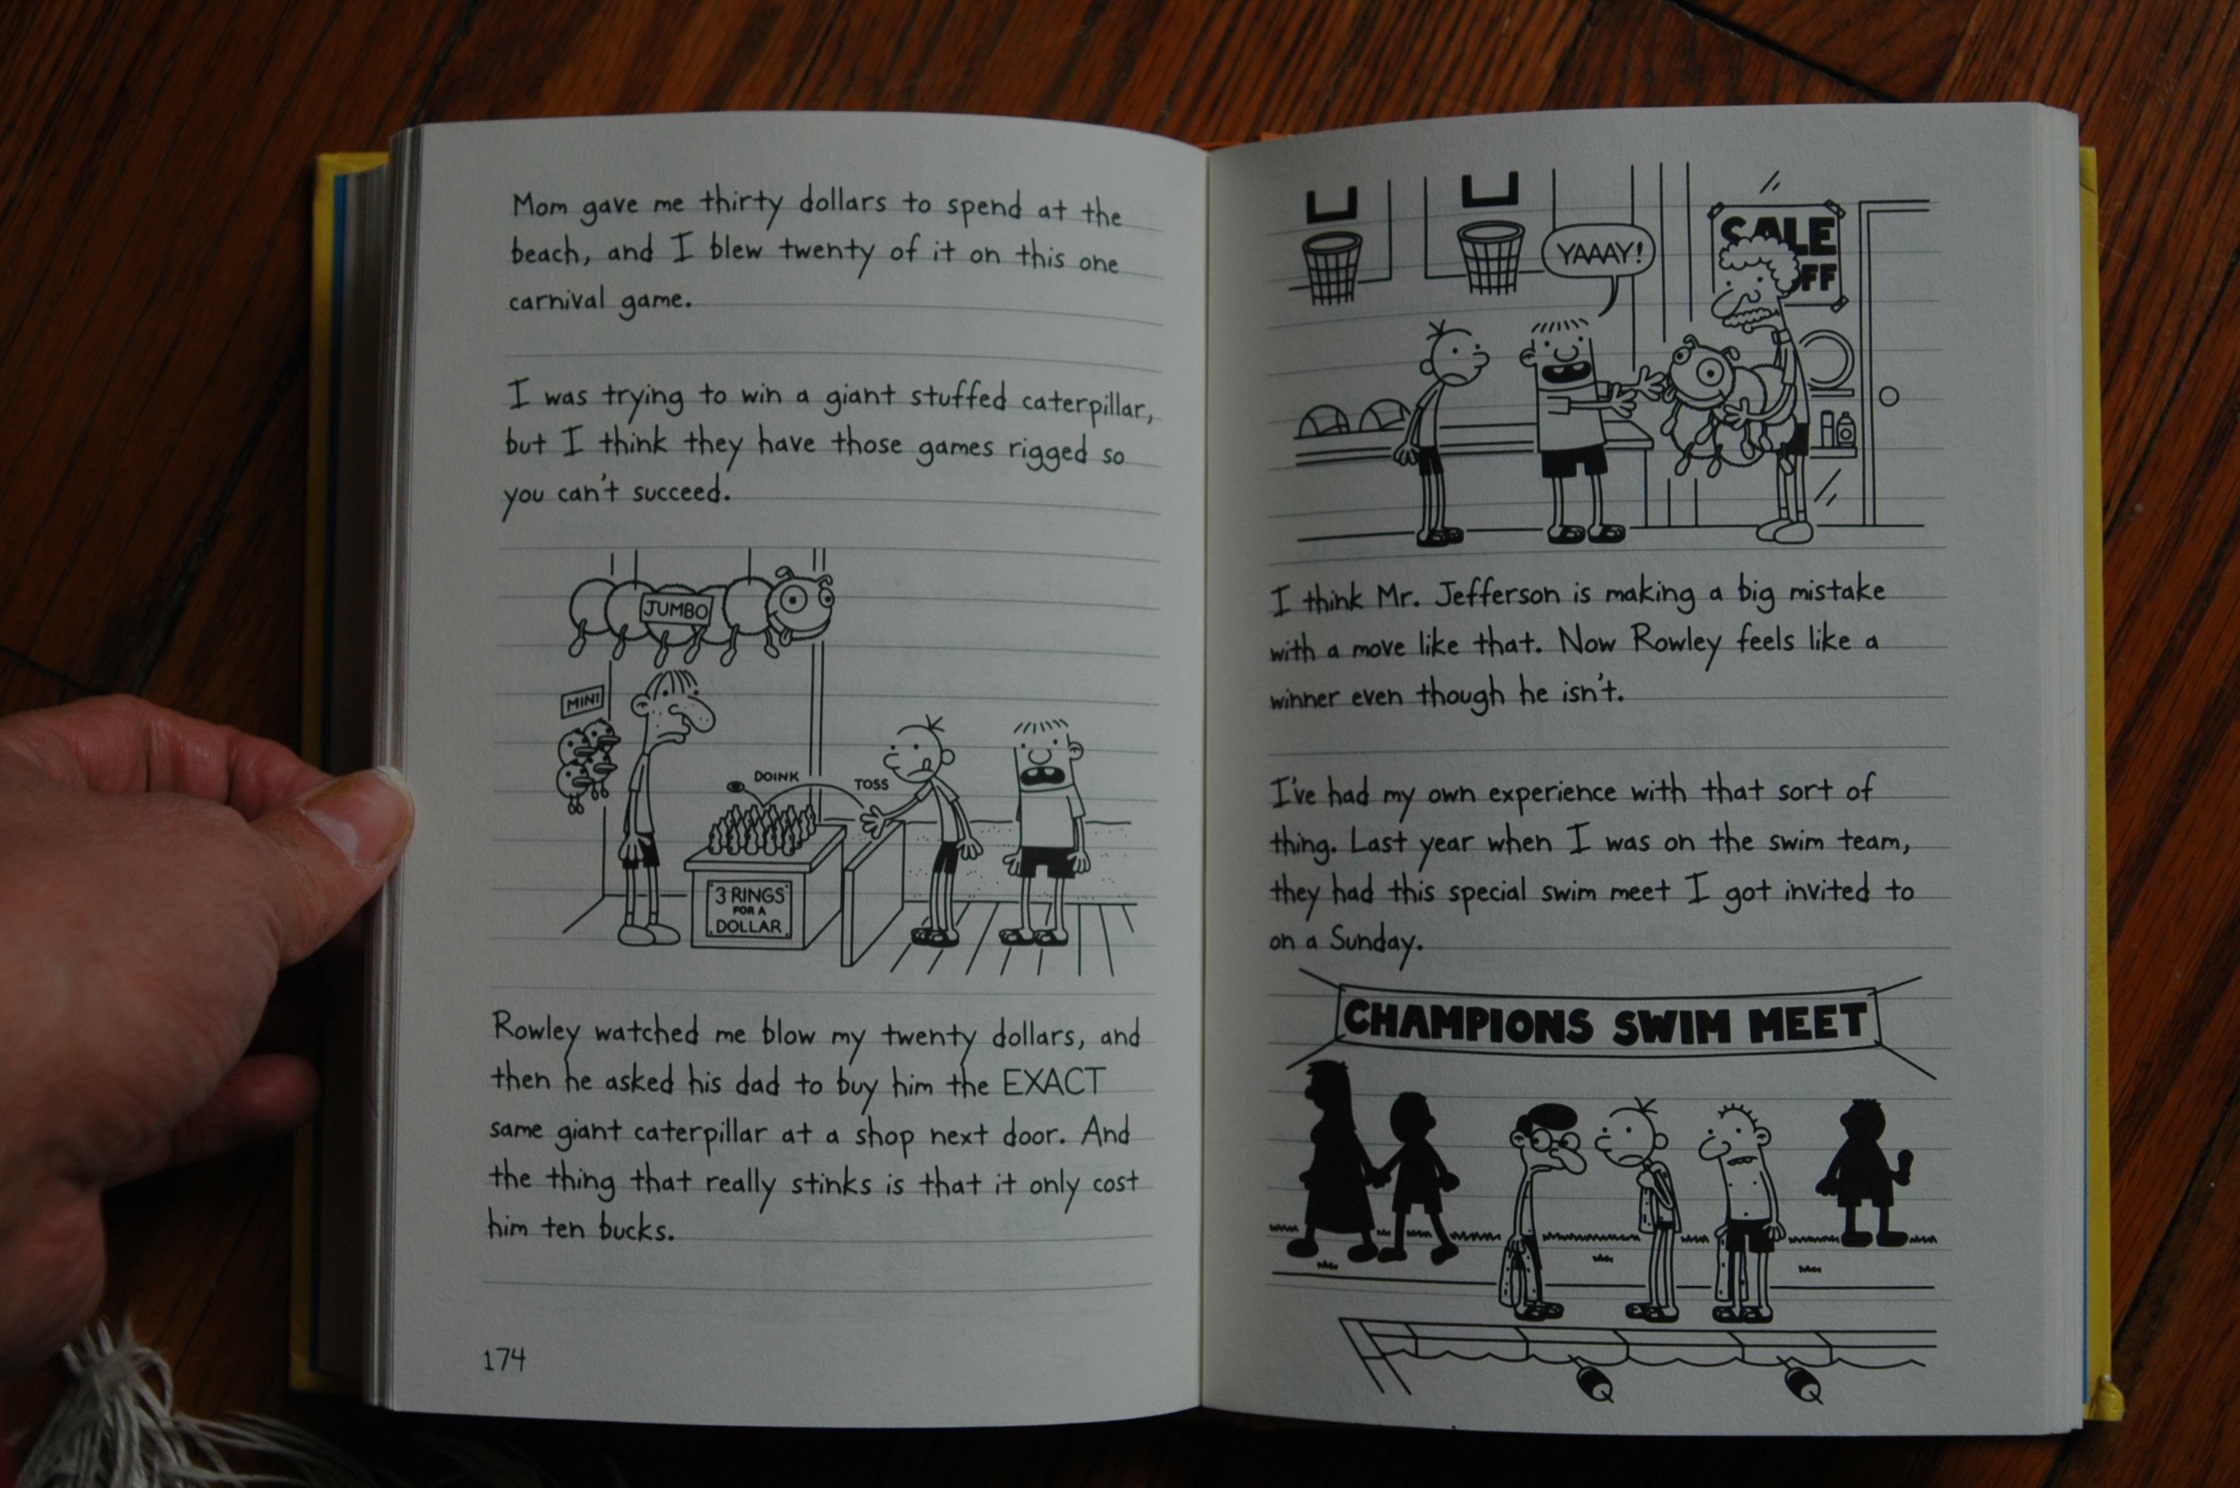 Mom gave me thirty dollars to spend at the
beach, and I blew twenty of it on this one
carnival game.
I was trying to win a giant stuffed caterpillar,
but I think they have those games rigged so
you can't succeed.
JUMBO
MINI
DOINK
TOSS
3 RINGS
FOR A
DOLLAR
Rowley watched me blow my twenty dollars, and
then he asked his dad to buy him the EXACT
same giant caterpillar at a shop next door. And
the thing that really stinks is that it only cost
him ten bucks.
174
YAAAY!
SALE
FF
I think Mr. Jefferson is making a big mistake
with a move like that. Now Rowley feels like a
winner even though he isn't.
I've had my own experience with that sort of
thing. Last year when I was on the swim team,
they had this special swim meet I got invited to
on a Sunday.
CHAMPIONS SWIM MEET